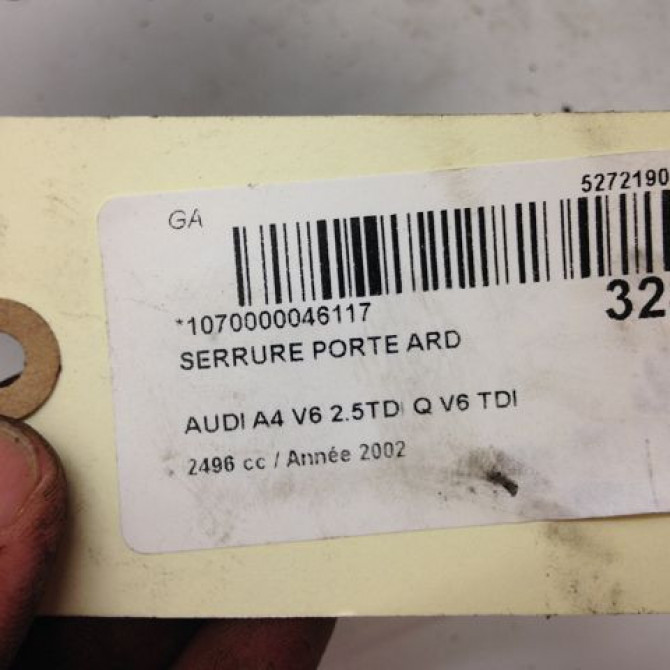 GA
5272190
32
*1070000046117
SERRURE PORTE ARD
AUDI A4 V6 2.5TDI Q V6 TDI
2496 cc / Année 2002